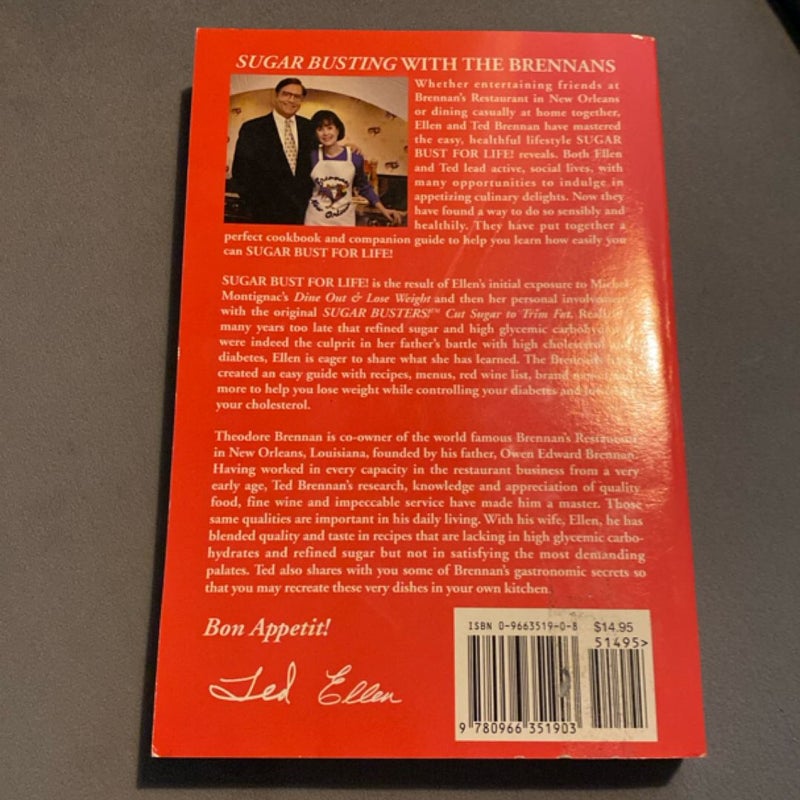 SUGAR BUSTING WITH THE BRENNANS
Whether entertaining friends at
Brennan's Restaurant in New Orleans
or dining casually at home together,
Ellen and Ted Brennan have mastered
the easy, healthful lifestyle SUGAR
BUST FOR LIFE! reveals. Both Ellen
and Ted lead active, social lives, with
many opportunities to indulge in
appetizing culinary delights. Now they
have found a way to do so sensibly and
healthily. They have put together a
perfect cookbook and companion guide to help you learn how easily you
can SUGAR BUST FOR LIFE!
SUGAR BUST FOR LIFE! is the result of Ellen's initial exposure to Michel
Montignac's Dine Out & Lose Weight and then her personal involvement
with the original SUGAR BUSTERS!™ Cut Sugar to Trim Fat.
many years too late that refined sugar and high glycemic carbohydrates
were indeed the culprit in her father's battle with high cholesterol and
diabetes, Ellen is eager to share what she has learned. The Brennans
created an easy guide with recipes, menus, red wine list, brand
more to help you lose weight while controlling your diabetes and
your cholesterol.
Theodore Brennan is co-owner of the world famous Brennan's Restaurant
in New Orleans, Louisiana, founded by his father, Owen Edward Brennan.
Having worked in every capacity in the restaurant business from a very
early age, Ted Brennan's research, knowledge and appreciation of quality
food, fine wine and impeccable service have made him a master. Those
same qualities are important in his daily living. With his wife, Ellen, he has
blended quality and taste in recipes that are lacking in high glycemic carbo-
hydrates and refined sugar but not in satisfying the most demanding
palates. Ted also shares with you some of Brennan's gastronomic secrets so
that you may recreate these very dishes in your own kitchen.
Bon Appetit!
Ted Ellen
ISBN 0-9663519-0-8 $14.95
51495>
9 780966 351903